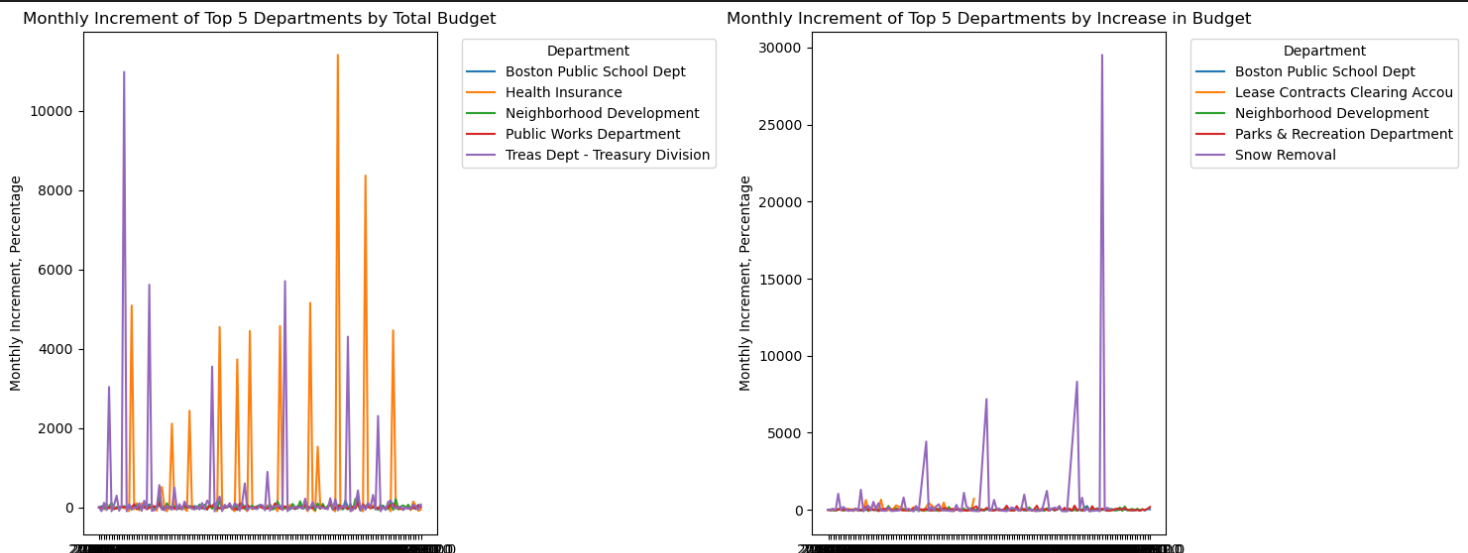 Monthly Increment of Top 5 Departments by Total Budget
Monthly Increment, Percentage
10000
8000
6000
4000
2000
0
Department
Boston Public School Dept
Health Insurance
Neighborhood Development
Public Works Department
Treas Dept - Treasury Division
Monthly Increment of Top 5 Departments by Increase in Budget
Monthly Increment, Percentage
30000
25000
20000
15000
10000
5000
0
Department
Boston Public School Dept
Lease Contracts Clearing Accou
Neighborhood Development
Parks & Recreation Department
Snow Removal